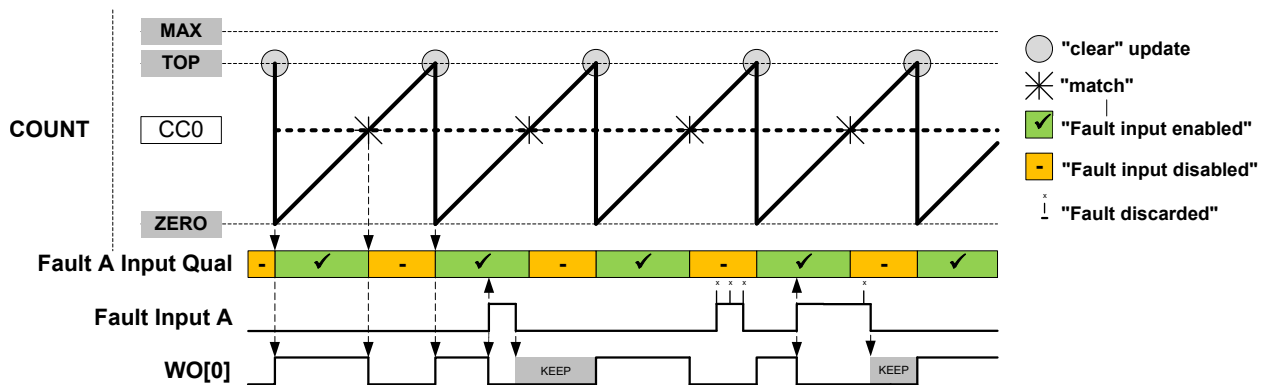 MAX
TOP
"clear" update
"match"
COUNT
CC0
"Fault input enabled"
"Fault input disabled"
x
"Fault discarded"
ZERO
Fault A Input Qual
- ✓ - ✓ - ✓ - ✓ - ✓
x x x x
Fault Input A
WO[0]
KEEP
KEEP